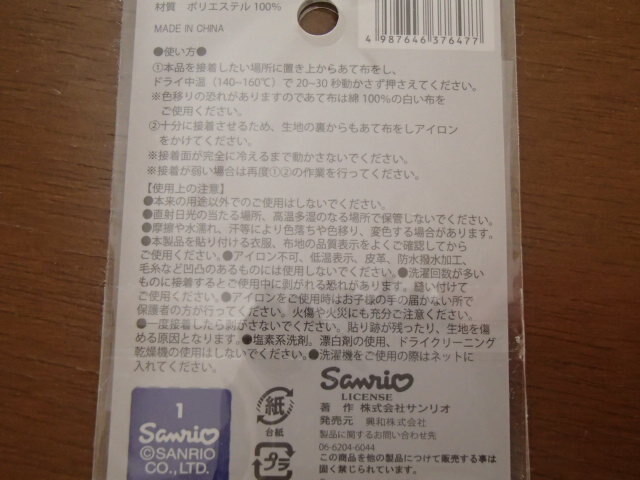 材質 ポリエステル100%
MADE IN CHINA
4 987646 376477
●使い方●
①本品を接着したい場所に置き上からあて布をし、
ドライ中温（140~160℃）で20~30秒動かさず押さえてください。
※色移りの恐れがありますのであて布は綿100%の白い布を
ご使用ください。
②十分に接着させるため、生地の裏からもあて布をしアイロン
をかけてください。
※接着面が完全に冷えるまで動かさないでください。
※接着が弱い場合は再度①②の作業を行ってください。
【使用上の注意】
●本来の用途以外でのご使用はしないでください。
●直射日光の当たる場所、高温多湿のなる場所で保管しないでください。
●摩擦や水濡れ、汗等により色落ちや色移り、変色する場合があります。
●本製品を貼り付ける衣服、布地の品質表示をよくご確認してから
ご使用ください。●アイロン不可、低温表示、皮革、防水撥水加工、
毛糸など凹凸のあるものには使用しないでください。●洗濯回数が多い
ものに接着するとご使用中に剥がれる恐れがあります。縫い付けて
ご使用ください。●アイロンをご使用時はお子様の手の届かない所で
保護者の方が行ってください。火傷や火災にも充分ご注意ください。
●一度接着したら剥がさないでください。貼り跡が残ったり、生地を傷
める原因となります。●塩素系洗剤。漂白剤の使用、ドライクリーニング
乾燥機の使用はしないでください。●洗濯機をご使用の際はネットに
入れてください。
1
Sanrio
©SANRIO
CO., LTD.
紙
台紙
プラ
Sanrio
LICENSE
著 作 株式会社サンリオ
発売元 興和株式会社
製品に関するお問い合わせ先
06-6204-6044
この商品を他の製品につけて販売する事は
固く禁じられています。